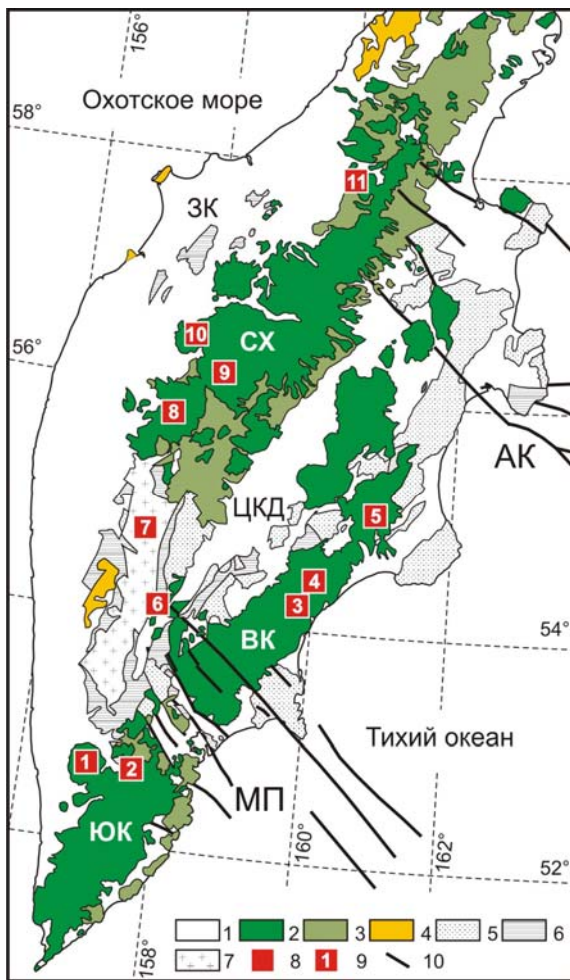 156°
58°
Охотское море
11
ЗК
10
СХ
9
56°
8
АК
ЦКД
7
5
4
6
3
54°
ВК
Тихий океан
1
2
МП
160°
162°
ЮК
52°
158°
1 2 3 4 5 6
7 8 1 9 10